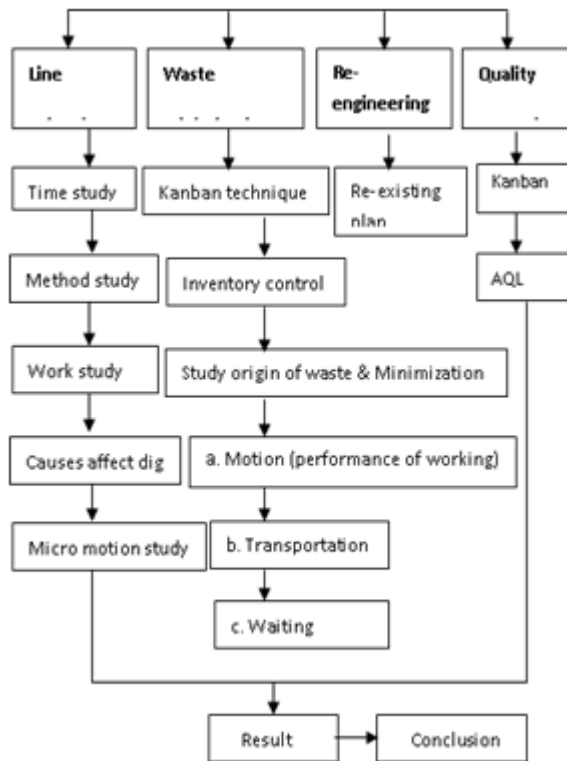 Line
Waste
Re-
engineering
Quality
Time study
Kanban technique
Re-existing
plan
Kanban
Method study
Inventory control
AQL
Work study
Study origin of waste & Minimization
Causes affect dig
a. Motion (performance of working)
Micro motion study
b. Transportation
c. Waiting
Result
Conclusion